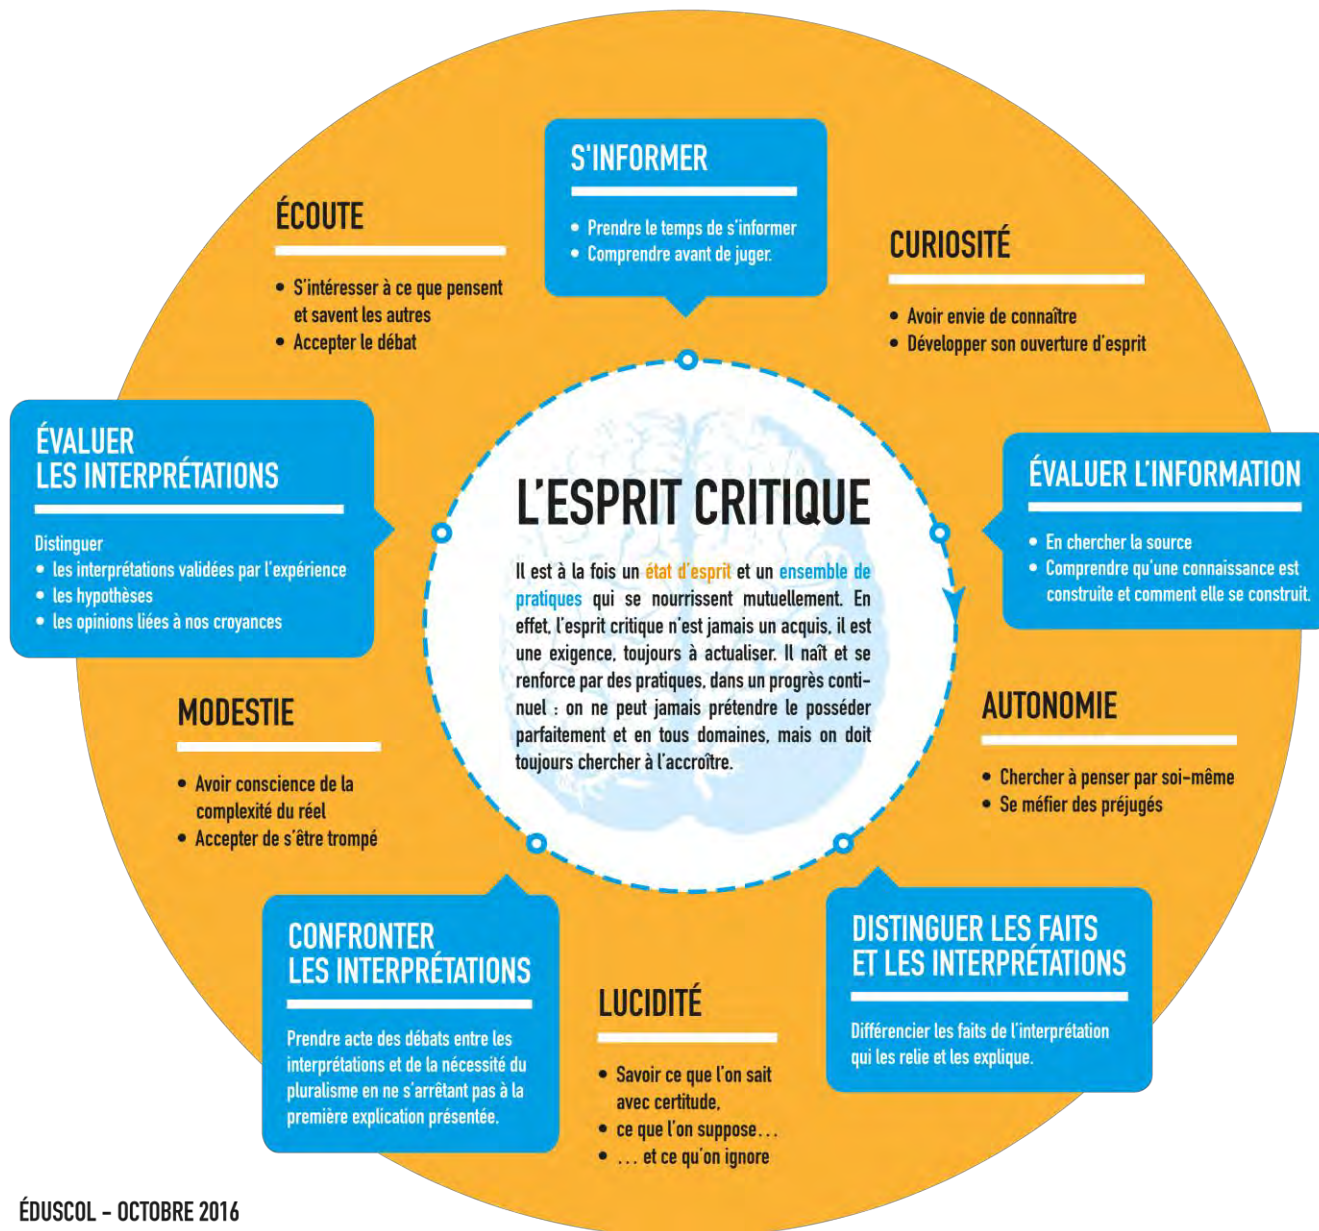 S'INFORMER
• Prendre le temps de s'informer
• Comprendre avant de juger.
ÉCOUTE
• S'intéresser à ce que pensent
et savent les autres
• Accepter le débat
CURIOSITÉ
• Avoir envie de connaître
• Développer son ouverture d'esprit
ÉVALUER
LES INTERPRÉTATIONS
Distinguer
• les interprétations validées par l'expérience
• les hypothèses
• les opinions liées à nos croyances
L'ESPRIT CRITIQUE
Il est à la fois un état d'esprit et un ensemble de
pratiques qui se nourrissent mutuellement. En
effet, l'esprit critique n'est jamais un acquis, il est
une exigence, toujours à actualiser. Il naît et se
renforce par des pratiques, dans un progrès conti-
nuel : on ne peut jamais prétendre le posséder
parfaitement et en tous domaines, mais on doit
toujours chercher à l'accroître.
ÉVALUER L'INFORMATION
• En chercher la source
• Comprendre qu'une connaissance est
construite et comment elle se construit.
MODESTIE
• Avoir conscience de la
complexité du réel
• Accepter de s'être trompé
AUTONOMIE
• Chercher à penser par soi-même
• Se méfier des préjugés
CONFRONTER
LES INTERPRÉTATIONS
Prendre acte des débats entre les
interprétations et de la nécessité du
pluralisme en ne s'arrêtant pas à la
première explication présentée.
LUCIDITÉ
• Savoir ce que l'on sait
avec certitude,
• ce que l'on suppose...
• ... et ce qu'on ignore
DISTINGUER LES FAITS
ET LES INTERPRÉTATIONS
Différencier les faits de l'interprétation
qui les relie et les explique.
ÉDUSCOL - OCTOBRE 2016